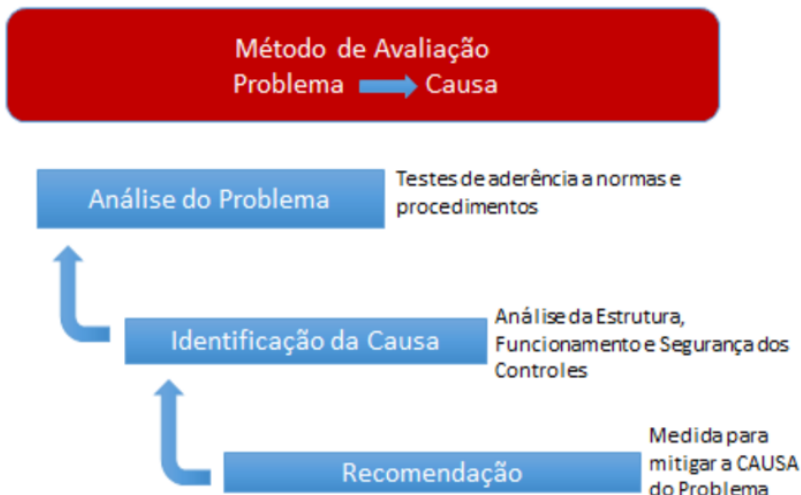 Método de Avaliação
Problema Causa
Análise do Problema
Testes de aderência a normas e
procedimentos
Identificação da Causa
Análise da Estrutura,
Funcionamento e Segurança dos
Controles
Recomendação
Medida para
mitigar a CAUSA
do Problema